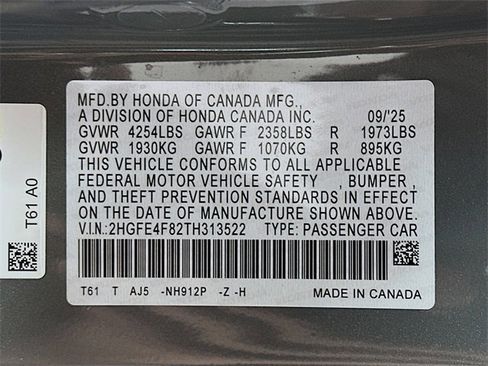 MFD.BY HONDA OF CANADA MFG.,
A DIVISION OF HONDA CANADA INC. 09/'25
GVWR 4254LBS GAWR F 2358LBS R 1973LBS
GVWR 1930KG GAWR F 1070KG R 895KG
THIS VEHICLE CONFORMS TO ALL APPLICABLE
FEDERAL MOTOR VEHICLE SAFETY , BUMPER ,
AND THEFT PREVENTION STANDARDS IN EFFECT
ON THE DATE OF MANUFACTURE SHOWN ABOVE.
V.I.N.:2HGFE4F82TH313522 TYPE: PASSENGER CAR
T61 T AJ5 -NH912P -Z -H MADE IN CANADA
T61 A0